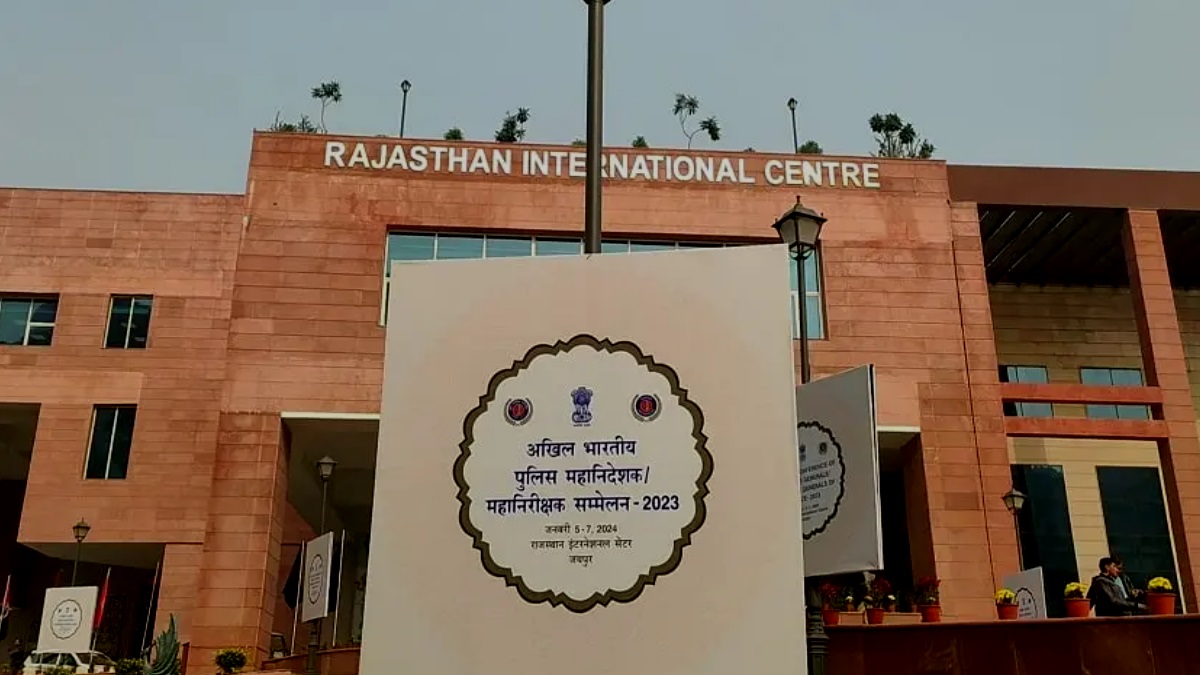 RAJASTHAN INTERNATIONAL CENTRE
अखिल भारतीय
पुलिस महानिदेशक/
महानिरीक्षक सम्मेलन - 2023
जनवरी 5-7, 2024
राजस्थान इंटरनेशनल सेंटर
जयपुर